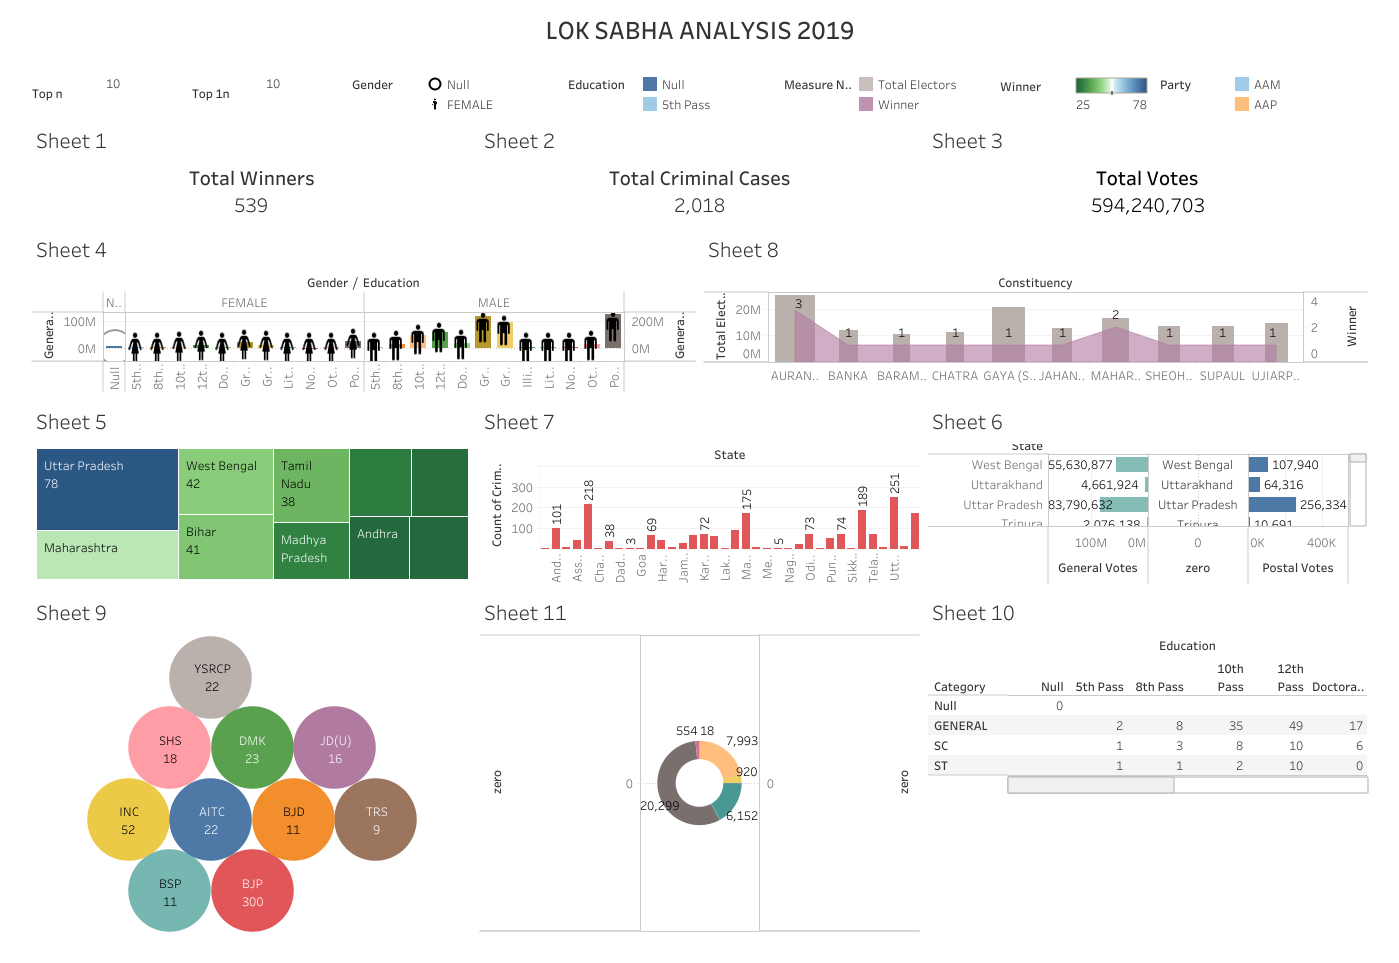 LOK SABHA ANALYSIS 2019
Top n
10
Top 1n
10
Gender
Null
FEMALE
Education
Null
5th Pass
Measure N..
Total Electors
Winner
Winner
25
78
Party
AAM
AAP
Sheet 1
Total Winners
539
Sheet 2
Total Criminal Cases
2,018
Sheet 3
Total Votes
594,240,703
Sheet 4
Gender / Education
N..
FEMALE
MALE
Genera..
100M
0M
200M
0M
Genera..
Null
5th..
8th..
10t..
12t..
Do..
Gr..
Gr..
Lit..
No..
Ot..
Po..
5th..
8th..
10t..
12t..
Do..
Gr..
Gr..
Illi..
Lit..
No..
Ot..
Po..
Sheet 8
Constituency
Total Elect..
20M
10M
0M
3
1
1
1
1
1
2
1
1
1
4
2
0
Winner
AURAN..
BANKA
BARAM..
CHATRA
GAYA (S..
JAHAN..
MAHAR..
SHEOH..
SUPAUL
UJIARP..
Sheet 5
Uttar Pradesh
78
Maharashtra
West Bengal
42
Bihar
41
Tamil
Nadu
38
Madhya
Pradesh
Andhra
Sheet 7
State
Count of Crim..
300
200
100
101
218
38
3
69
72
175
5
73
74
189
251
And..
Ass..
Cha..
Dad..
Goa
Har..
Jam..
Kar..
Lak..
Ma..
Me..
Nag..
Odi..
Pun..
Sikk..
Tela..
Utt..
Sheet 6
State
West Bengal
55,630,877
West Bengal
107,940
Uttarakhand
4,661,924
Uttarakhand
64,316
Uttar Pradesh
83,790,632
Uttar Pradesh
256,334
Tripura
2,076,138
Tripura
10,691
100M
0M
0
0K
400K
General Votes
zero
Postal Votes
Sheet 9
YSRCP
22
SHS
18
DMK
23
JD(U)
16
INC
52
AITC
22
BJD
11
TRS
9
BSP
11
BJP
300
Sheet 11
zero
0
554
18
7,993
920
6,152
20,299
0
zero
Sheet 10
Education
Category
Null
5th Pass
8th Pass
10th
Pass
12th
Pass
Doctora..
Null
0
GENERAL 2 8 35 49 17
SC 1 3 8 10 6
ST 1 1 2 10 0